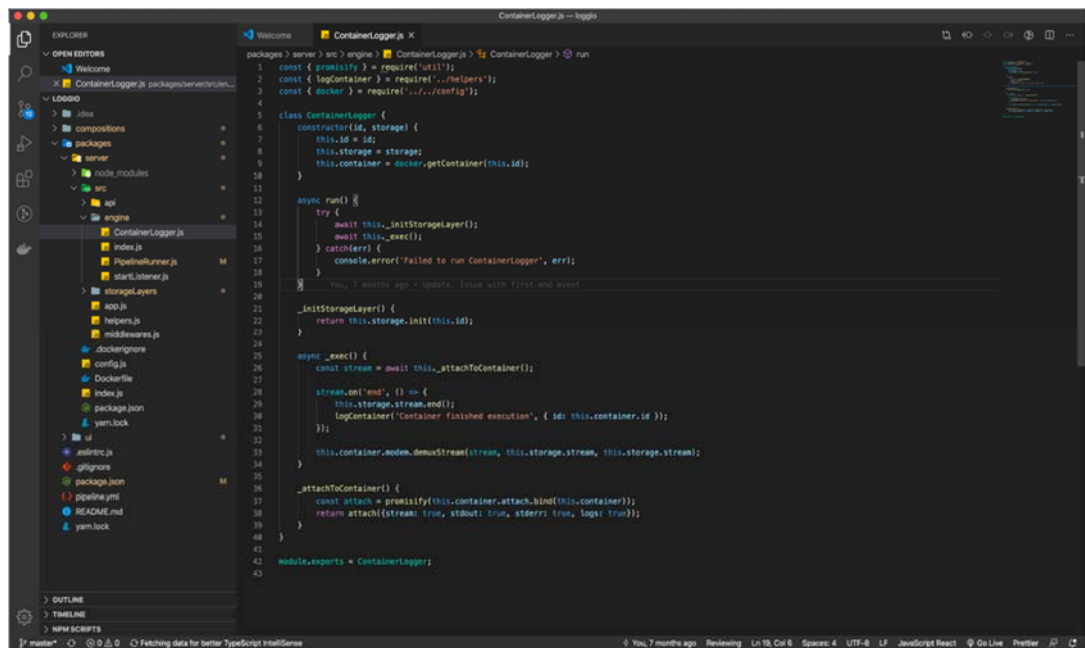 ContainerLogger.js — loggio
EXPLORER
OPEN EDITORS
Welcome
ContainerLogger.js packages/server/src/en...
LOGGIO
.idea
compositions
packages
server
node_modules
src
api
engine
ContainerLogger.js
index.js
PipelineRunner.js M
startListener.js
storageLayers
app.js
helpers.js
middlewares.js
.dockerignore
config.js
Dockerfile
index.js
package.json
yarn.lock
ui
.eslintrc.js
.gitignore
package.json M
pipeline.yml
README.md
yarn.lock
OUTLINE
TIMELINE
NPM SCRIPTS
Welcome ContainerLogger.js
packages > server > src > engine > ContainerLogger.js > ContainerLogger > run
1 const { promisify } = require('util');
2 const { logContainer } = require('../helpers');
3 const { docker } = require('../../config');
4
5 class ContainerLogger {
6 constructor(id, storage) {
7 this.id = id;
8 this.storage = storage;
9 this.container = docker.getContainer(this.id);
10 }
11
12 async run() {
13 try {
14 await this._initStorageLayer();
15 await this._exec();
16 } catch(err) {
17 console.error('Failed to run ContainerLogger', err);
18 }
19 } You, 7 months ago • Update. Issue with first end event
20
21 _initStorageLayer() {
22 return this.storage.init(this.id);
23 }
24
25 async _exec() {
26 const stream = await this._attachToContainer();
27
28 stream.on('end', () => {
29 this.storage.stream.end();
30 logContainer('Container finished execution', { id: this.container.id });
31 });
32
33 this.container.modem.demuxStream(stream, this.storage.stream, this.storage.stream);
34 }
35
36 _attachToContainer() {
37 const attach = promisify(this.container.attach.bind(this.container));
38 return attach({stream: true, stdout: true, stderr: true, logs: true});
39 }
40 }
41
42 module.exports = ContainerLogger;
43
master* 0 0 Fetching data for better TypeScript IntelliSense You, 7 months ago Reviewing Ln 19, Col 6 Spaces: 4 UTF-8 LF JavaScript React Go Live Prettier